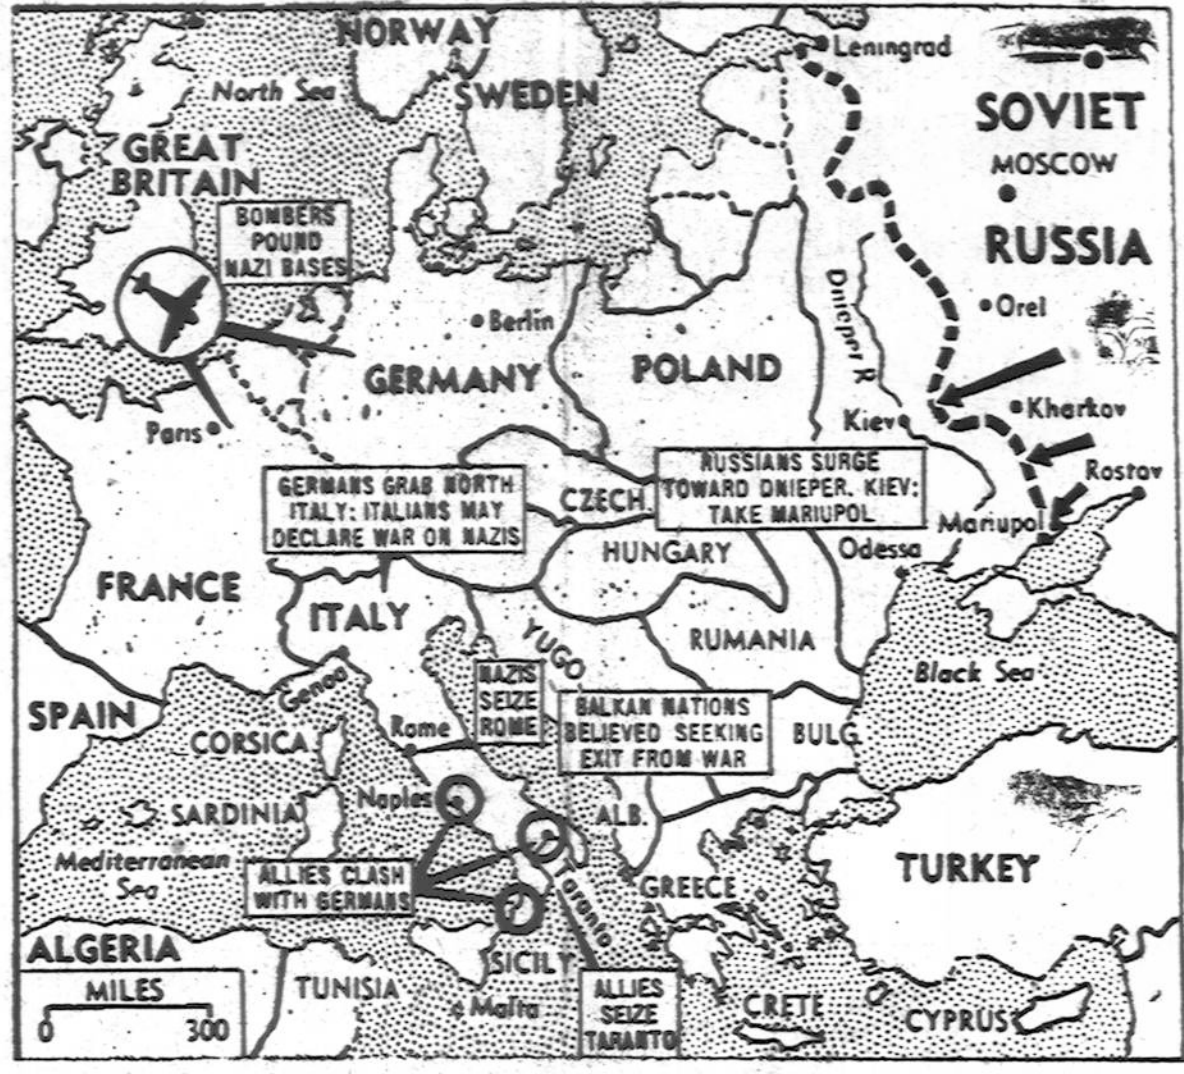 NORWAY
Leningrad
North Sea
SWEDEN
SOVIET
GREAT
BRITAIN
MOSCOW
BOMBERS
POUND
NAZI BASES
RUSSIA
Dnieper R.
Orel
Berlin
GERMANY
POLAND
Paris
Kiev
Kharkov
RUSSIANS SURGE
TOWARD DNIEPER, KIEV:
TAKE MARIUPOL
Rostov
GERMANS GRAB NORTH
ITALY: ITALIANS MAY
DECLARE WAR ON NAZIS
CZECH.
Mariupol
HUNGARY
Odessa
FRANCE
ITALY
YUGO
RUMANIA
Black Sea
Genoa
NAZIS
SEIZE
ROME
SPAIN
BALKAN NATIONS
BELIEVED SEEKING
EXIT FROM WAR
CORSICA
Rome
BULG.
Naples
SARDINIA
ALB.
Mediterranean
Sea
ALLIES CLASH
WITH GERMANS
Taranto
GREECE
TURKEY
ALGERIA
SICILY
MILES
0 300
TUNISIA
Malta
ALLIES
SEIZE
TARANTO
CRETE
CYPRUS